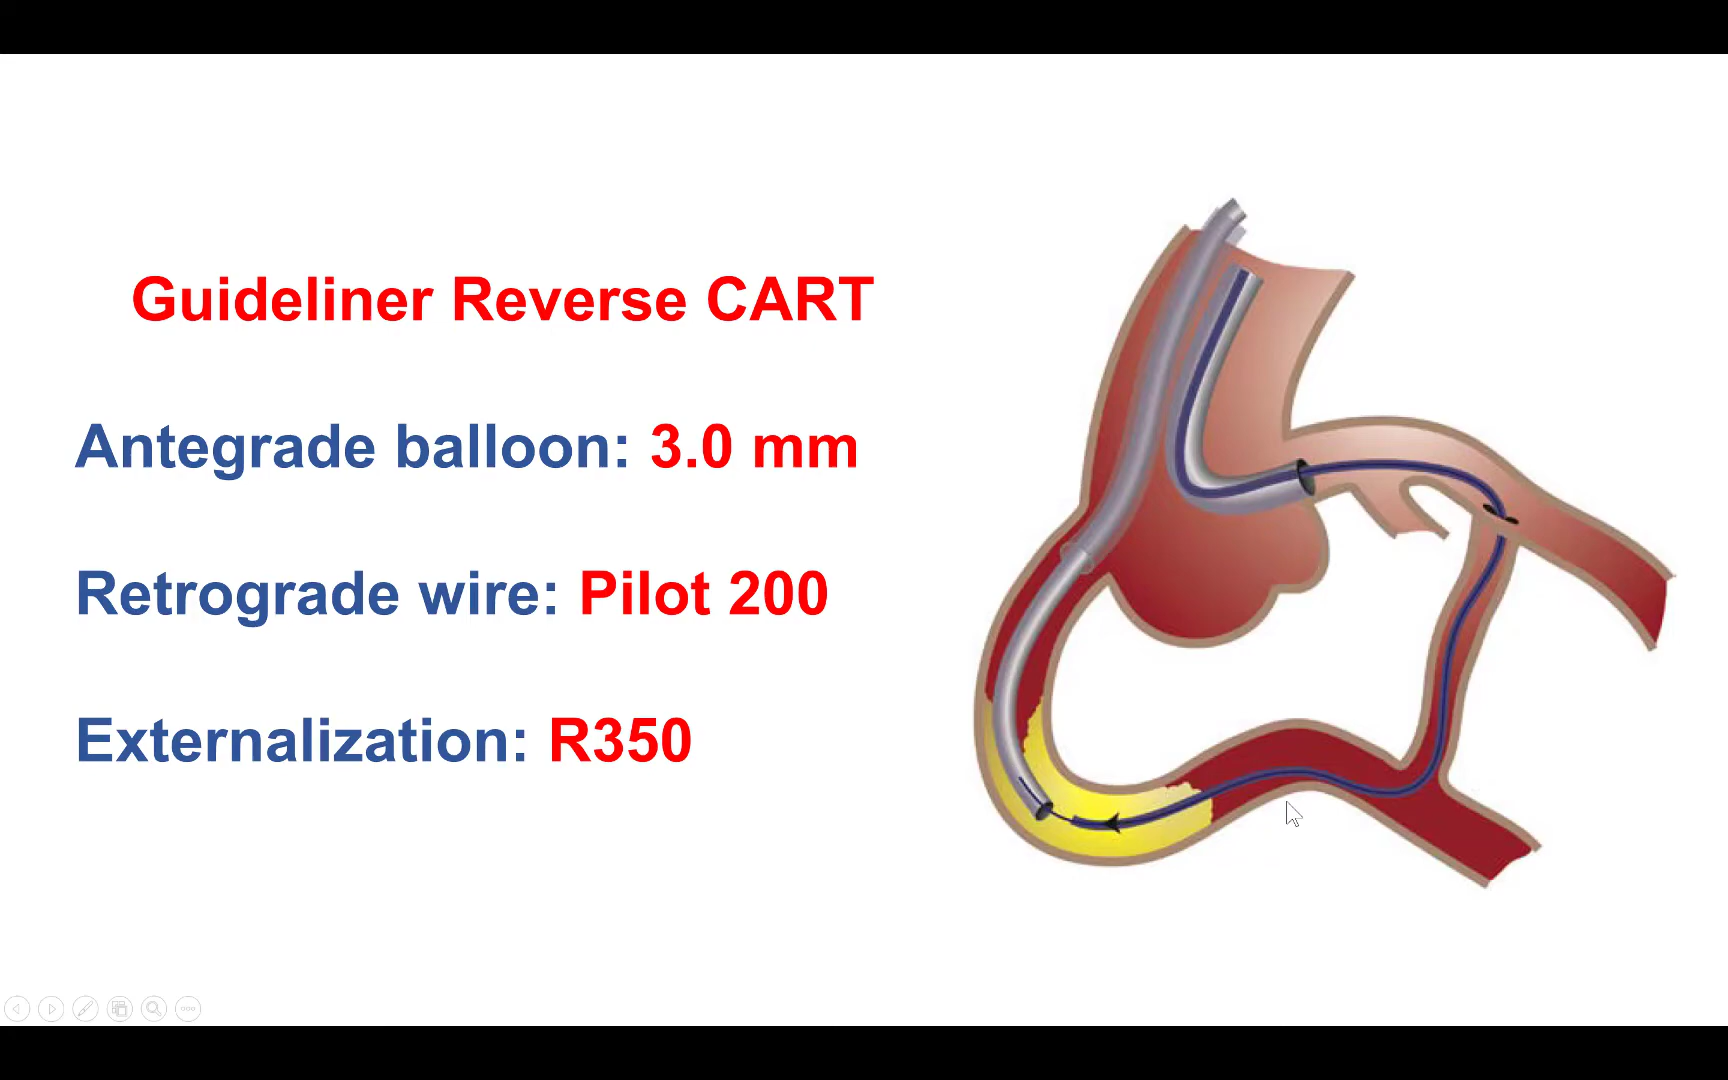 Guideliner Reverse CART
Antegrade balloon: 3.0 mm
Retrograde wire: Pilot 200
Externalization: R350